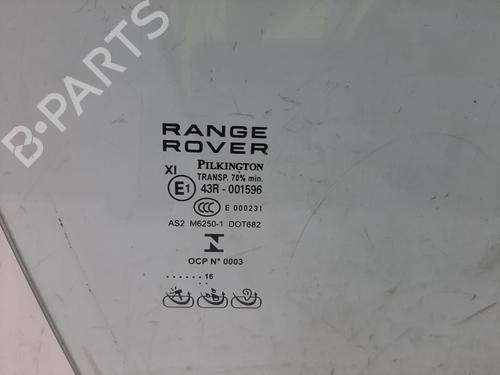 B-PARTS
RANGE
ROVER
PILKINGTON
XI TRANSP. 70% min.
E1 43R - 001596
CCC E 000231
AS2 M6250-1 DOT682
N
OCP N° 0003
...... 16
..